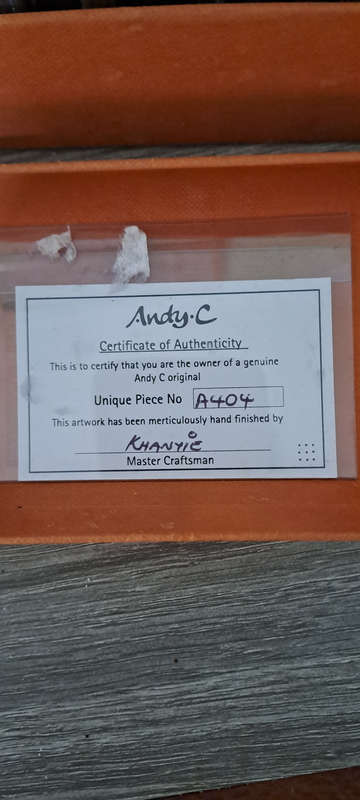 Andy.C
Certificate of Authenticity
This is to certify that you are the owner of a genuine
Andy C original
Unique Piece No A404
This artwork has been merticulously hand finished by
KHANYIE
Master Craftsman